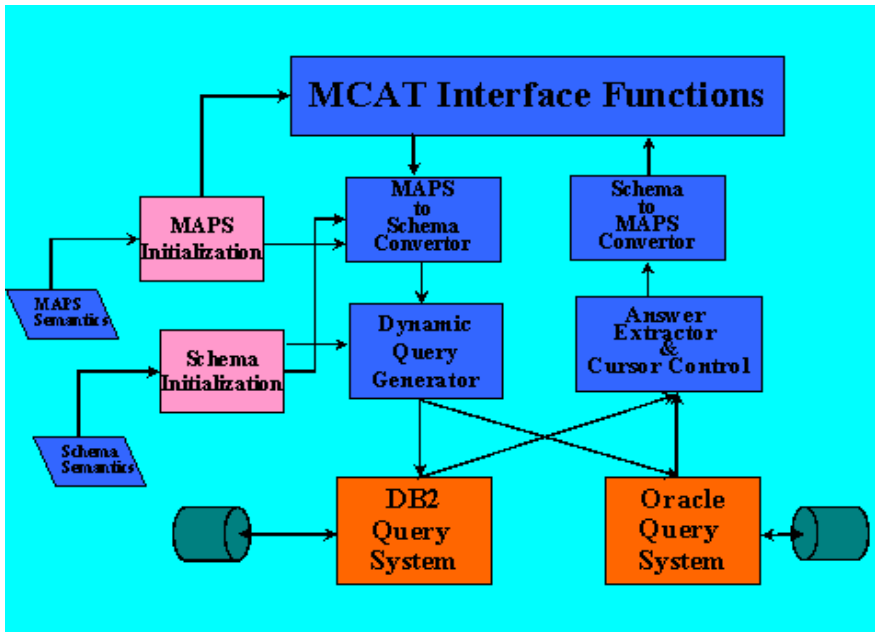 MCAT Interface Functions
MAPS
to
Schema
Convertor
Schema
to
MAPS
Convertor
MAPS
Initialization
MAPS
Semantics
Dynamic
Query
Generator
Answer
Extractor
&
Cursor Control
Schema
Initialization
Schema
Semantics
DB2
Query
System
Oracle
Query
System